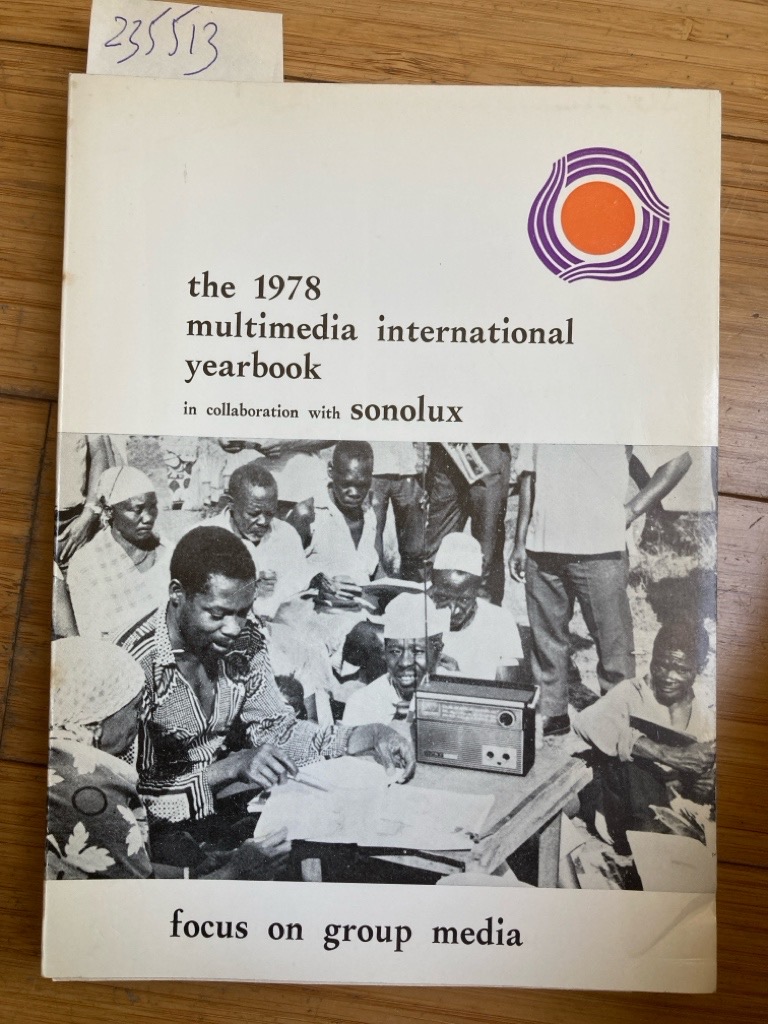 235513
the 1978
multimedia international
yearbook
in collaboration with sonolux
focus on group media